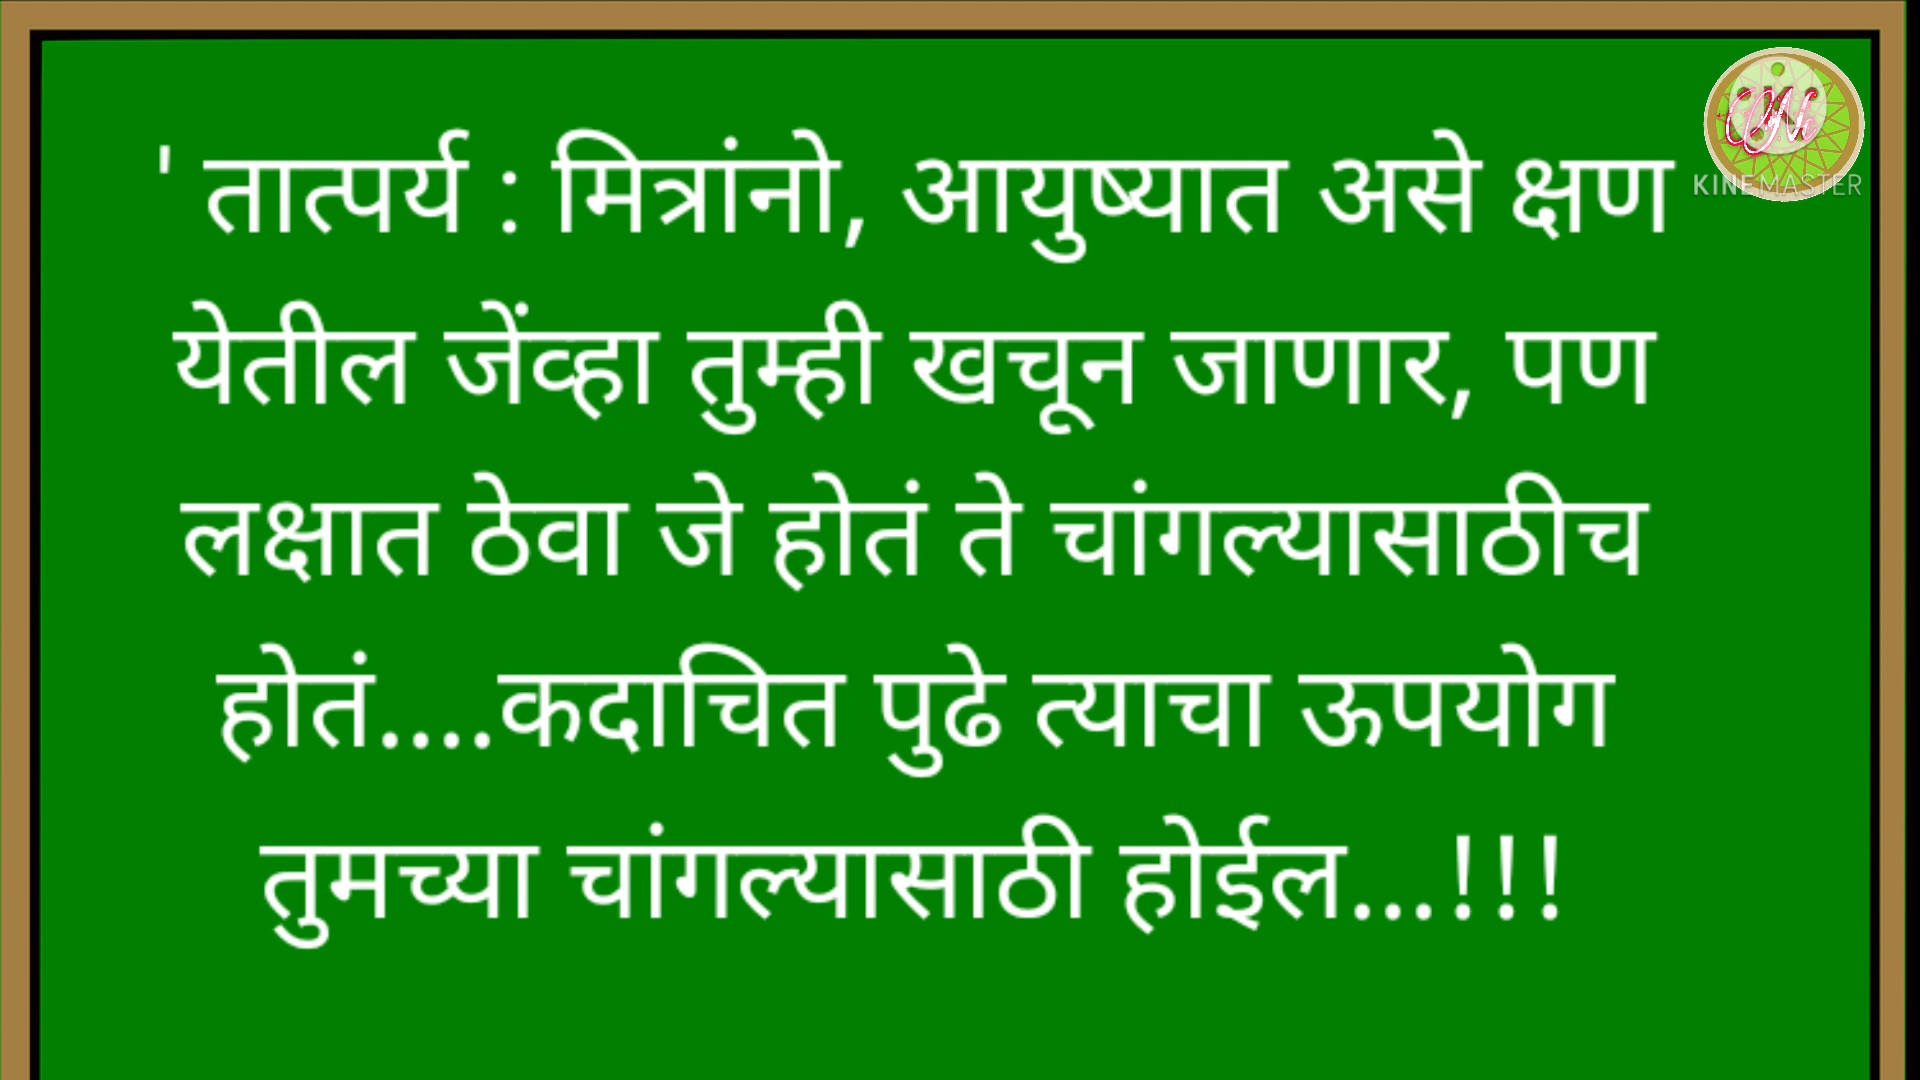 ' तात्पर्य : मित्रांनो, आयुष्यात असे क्षण
येतील जेंव्हा तुम्ही खचून जाणार, पण
लक्षात ठेवा जे होतं ते चांगल्यासाठीच
होतं....कदाचित पुढे त्याचा ऊपयोग
तुमच्या चांगल्यासाठी होईल...!!!
KINEMASTER